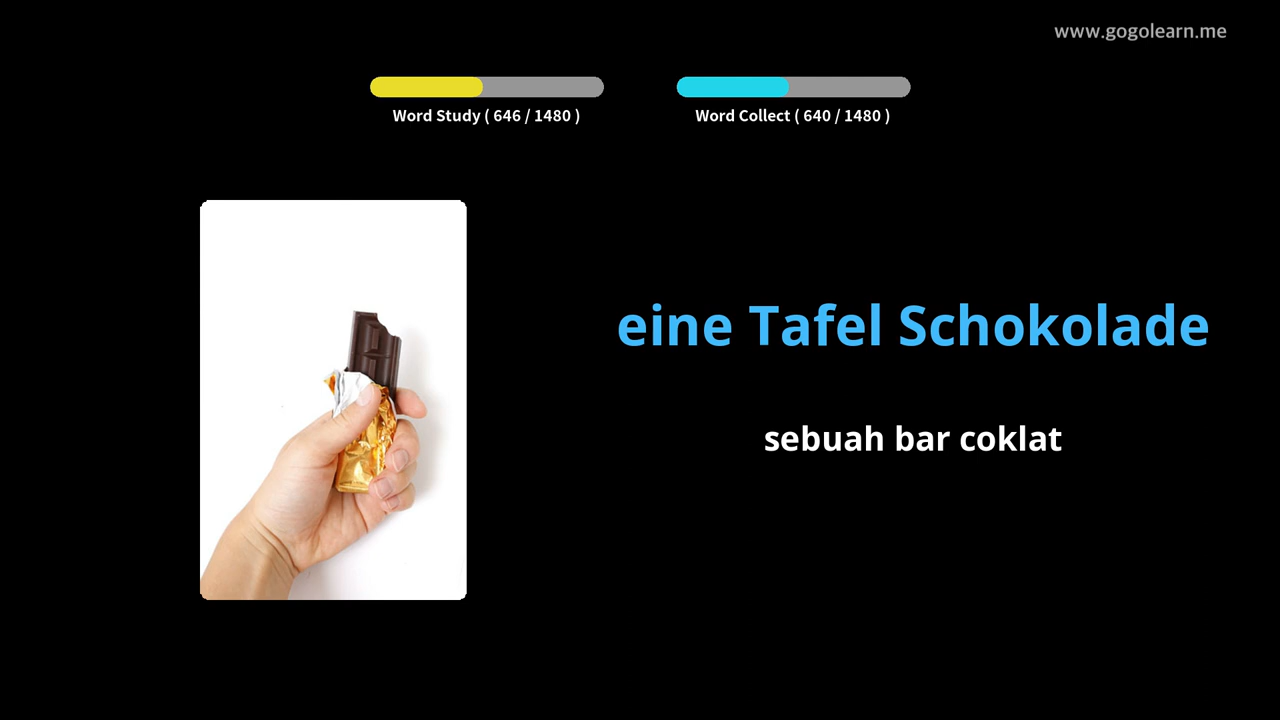 www.gogolearn.me
Word Study ( 646 / 1480 )
Word Collect ( 640 / 1480 )
eine Tafel Schokolade
sebuah bar coklat